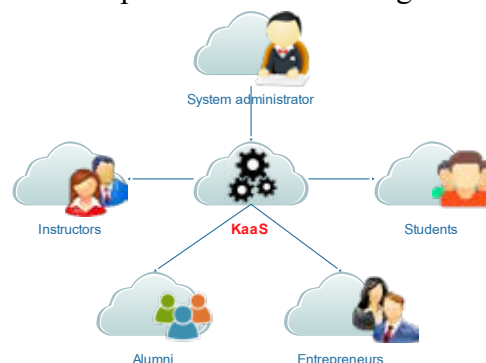 System administrator
Instructors
KaaS
Students
Alumni
Entrepreneurs